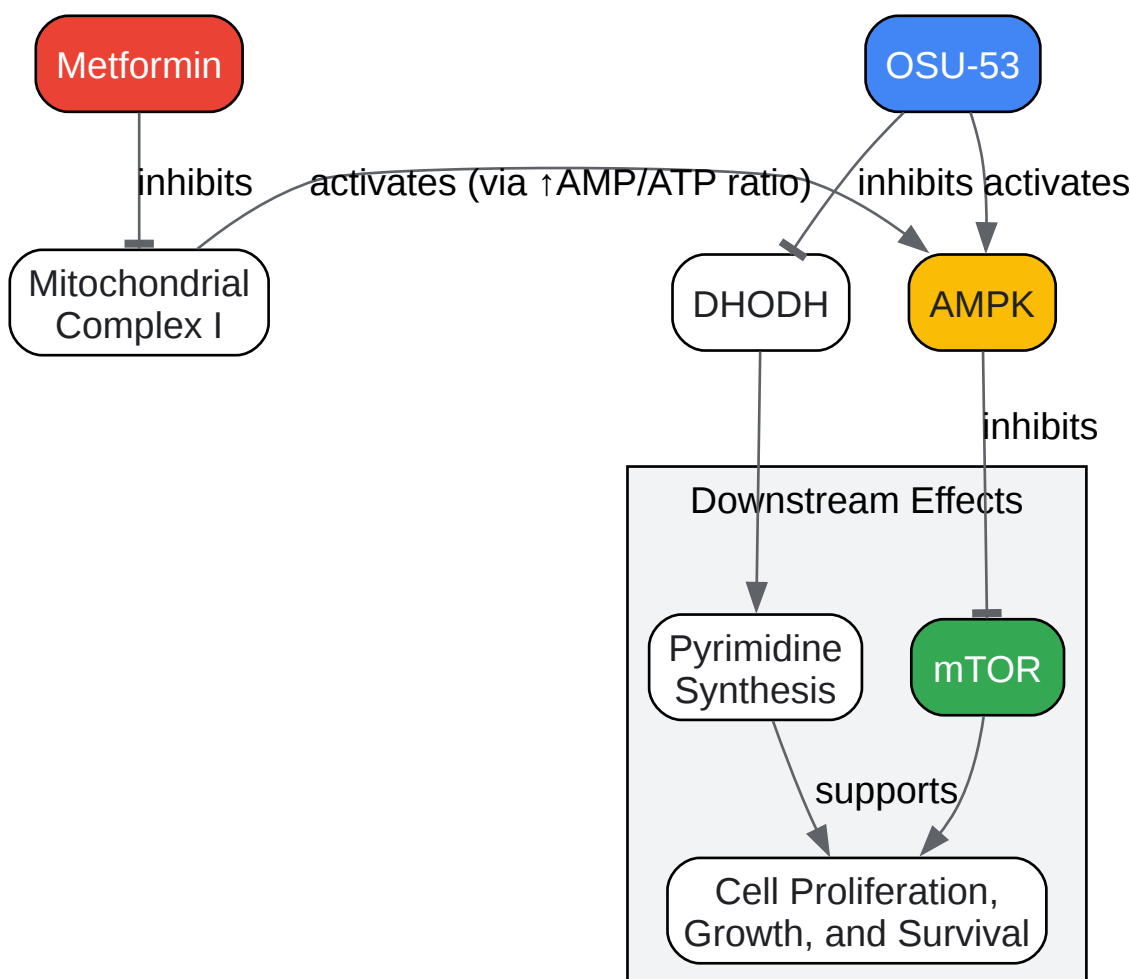 Metformin
OSU-53
inhibits
activates (via ↑AMP/ATP ratio)
inhibits
activates
Mitochondrial
Complex I
DHODH
AMPK
inhibits
Downstream Effects
Pyrimidine
Synthesis
mTOR
supports
Cell Proliferation,
Growth, and Survival